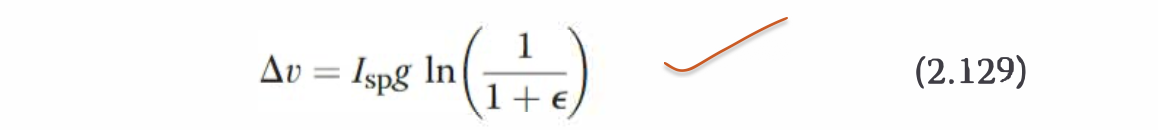 Δv = I_sp g ln(1/(1 + ϵ)) (2.129)